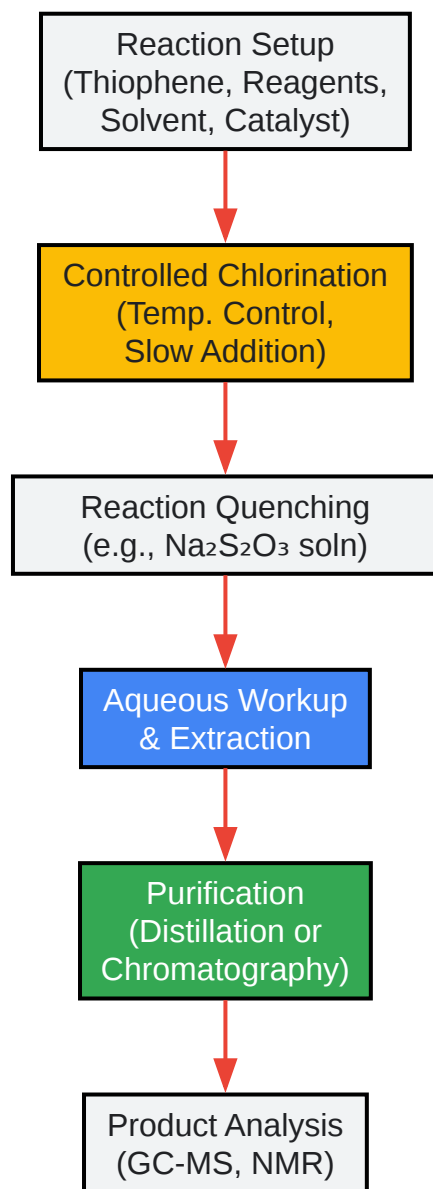 Reaction Setup
(Thiophene, Reagents,
Solvent, Catalyst)
Controlled Chlorination
(Temp. Control,
Slow Addition)
Reaction Quenching
(e.g., Na₂S₂O₃ soln)
Aqueous Workup
& Extraction
Purification
(Distillation or
Chromatography)
Product Analysis
(GC-MS, NMR)